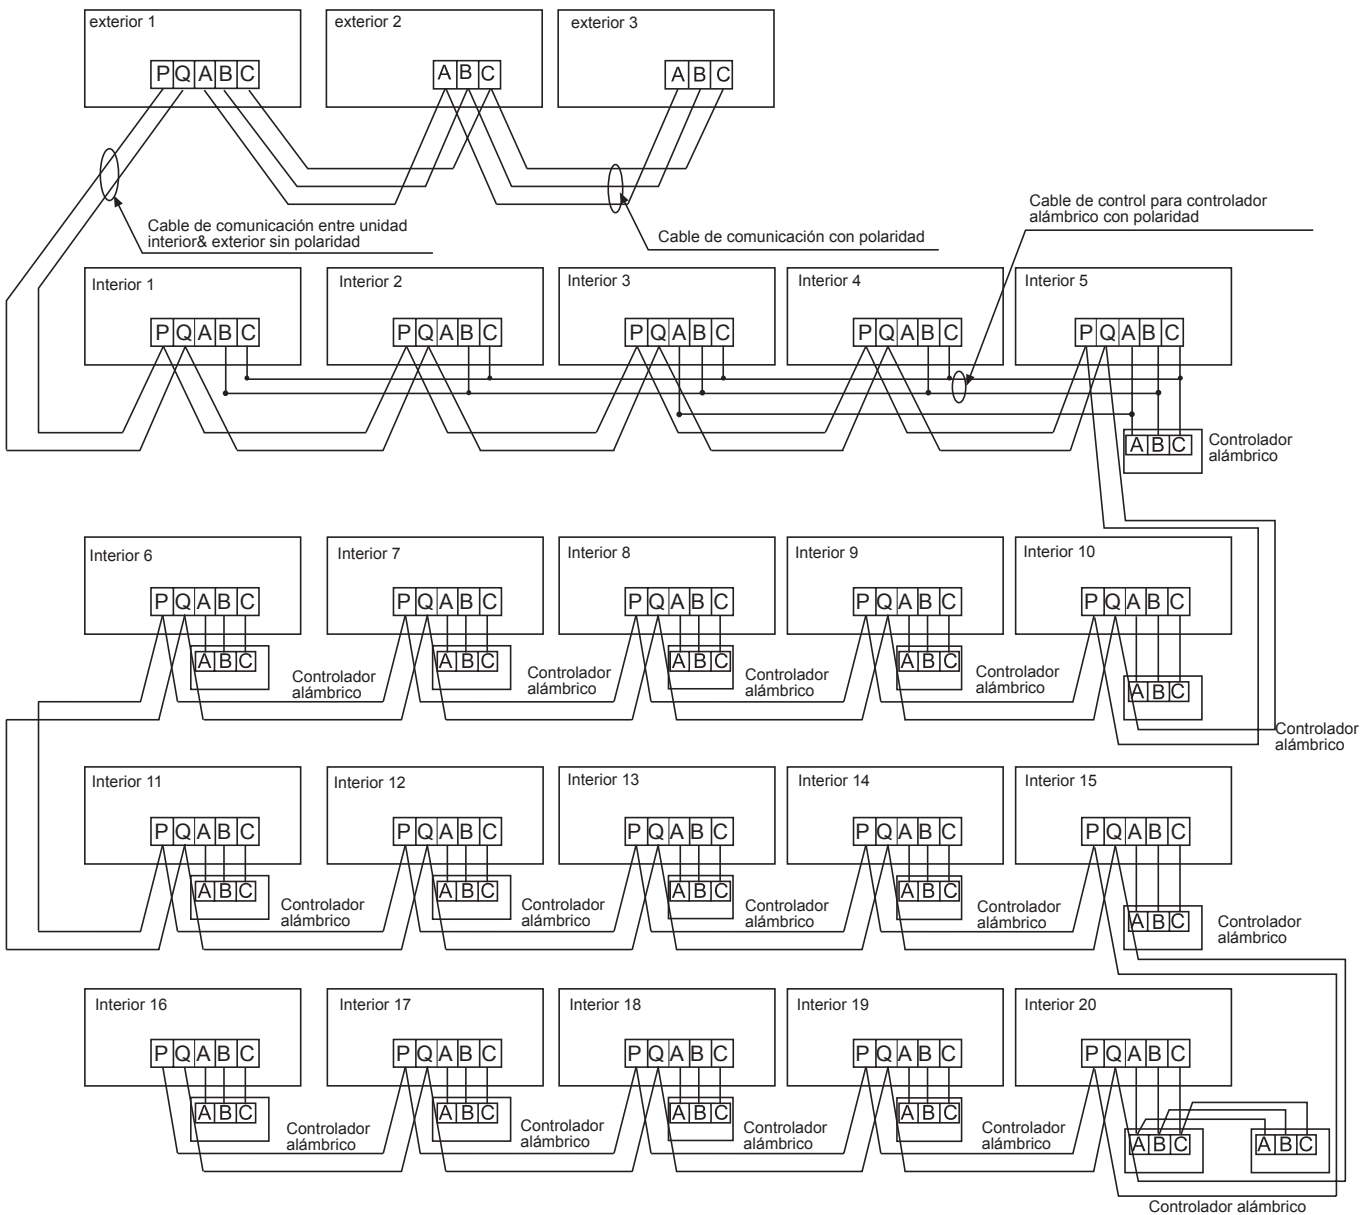 exterior 1
exterior 2
exterior 3
P Q A B C
A B C
A B C
Cable de comunicación entre unidad
interior& exterior sin polaridad
Cable de comunicación con polaridad
Cable de control para controlador
alámbrico con polaridad
Interior 1
Interior 2
Interior 3
Interior 4
Interior 5
P Q A B C
P Q A B C
P Q A B C
P Q A B C
P Q A B C
A B C
Controlador
alámbrico
Interior 6
Interior 7
Interior 8
Interior 9
Interior 10
P Q A B C
P Q A B C
P Q A B C
P Q A B C
P Q A B C
A B C
Controlador
alámbrico
A B C
Controlador
alámbrico
A B C
Controlador
alámbrico
A B C
Controlador
alámbrico
A B C
Controlador
alámbrico
Interior 11
Interior 12
Interior 13
Interior 14
Interior 15
P Q A B C
P Q A B C
P Q A B C
P Q A B C
P Q A B C
A B C
Controlador
alámbrico
A B C
Controlador
alámbrico
A B C
Controlador
alámbrico
A B C
Controlador
alámbrico
A B C
Controlador
alámbrico
Interior 16
Interior 17
Interior 18
Interior 19
Interior 20
P Q A B C
P Q A B C
P Q A B C
P Q A B C
P Q A B C
A B C
Controlador
alámbrico
A B C
Controlador
alámbrico
A B C
Controlador
alámbrico
A B C
Controlador
alámbrico
A B C
A B C
Controlador alámbrico